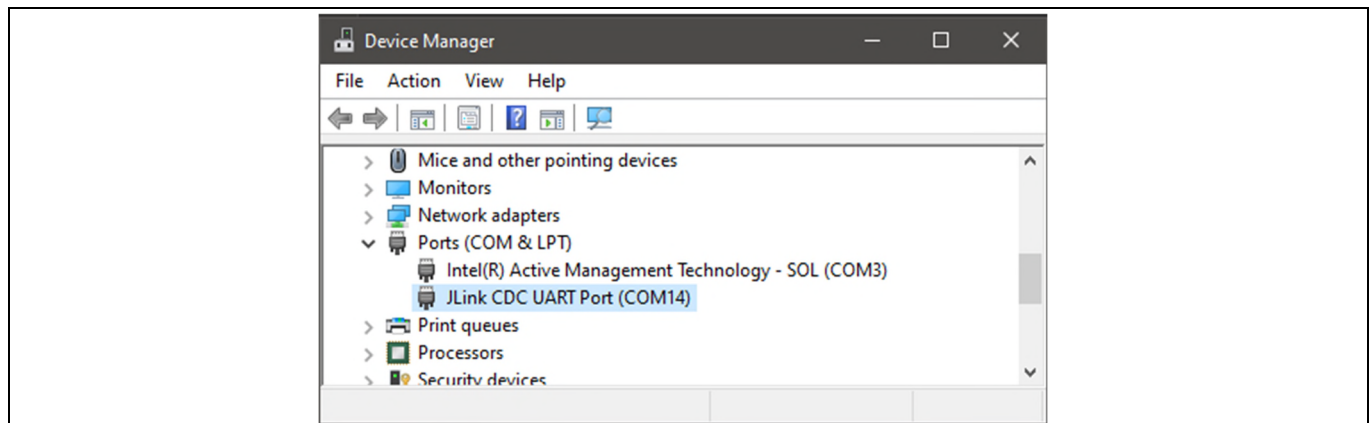 Device Manager
File Action View Help
Mice and other pointing devices
Monitors
Network adapters
Ports (COM & LPT)
Intel(R) Active Management Technology - SOL (COM3)
JLink CDC UART Port (COM14)
Print queues
Processors
Security devices